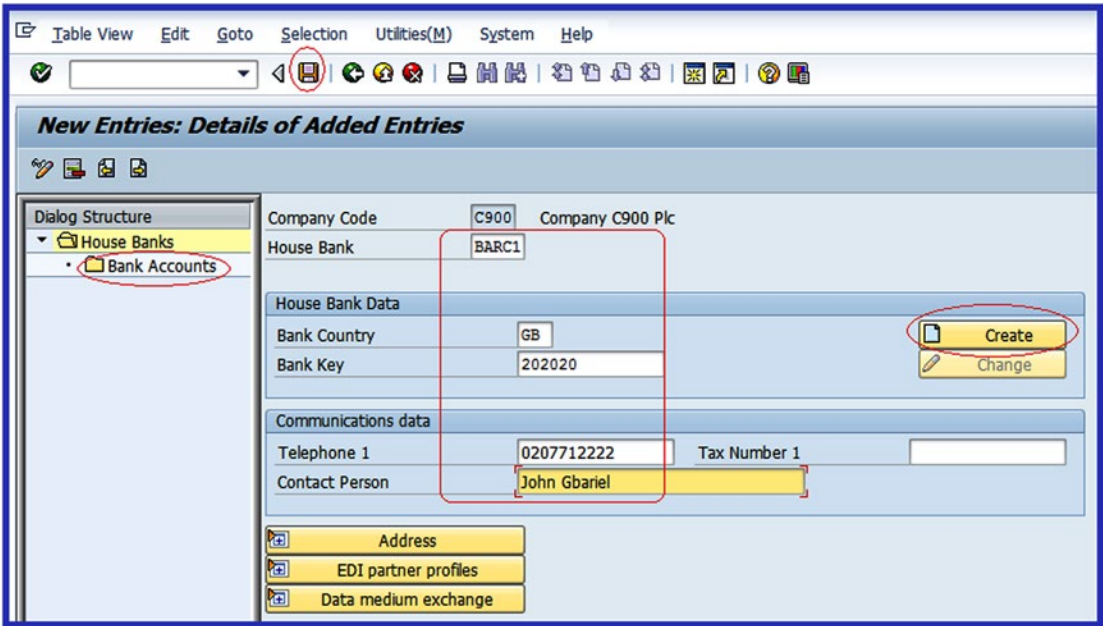 Table View Edit Goto Selection Utilities(M) System Help
New Entries: Details of Added Entries
Dialog Structure
House Banks
Bank Accounts
Company Code C900 Company C900 Plc
House Bank BARC1
House Bank Data
Bank Country GB
Create
Bank Key 202020
Change
Communications data
Telephone 1 0207712222 Tax Number 1
Contact Person John Gbariel
Address
EDI partner profiles
Data medium exchange